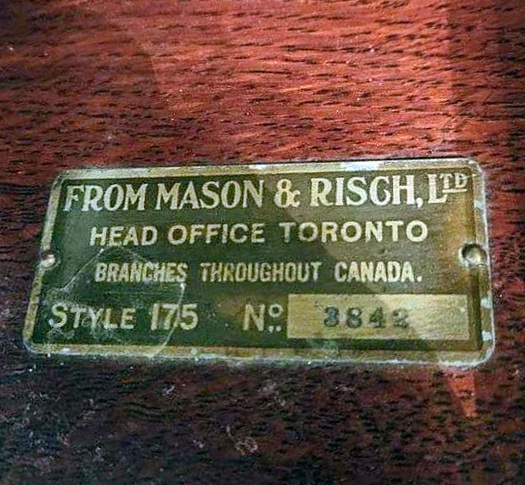 FROM MASON & RISCH, LTD
HEAD OFFICE TORONTO
BRANCHES THROUGHOUT CANADA.
STYLE 175 No. 3842